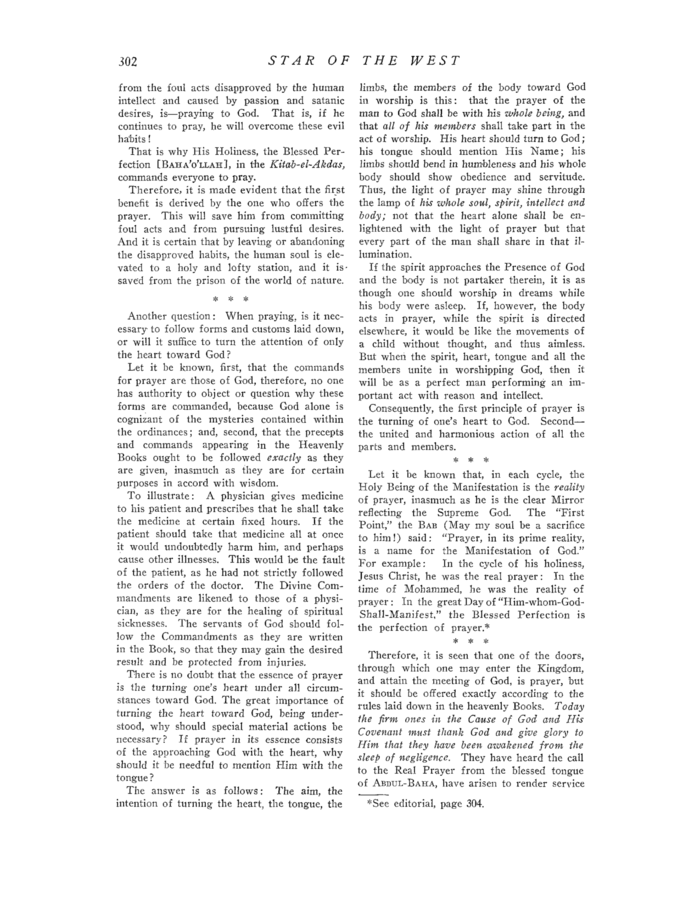 302
STAR OF THE WEST
from the foul acts disapproved by the human
intellect and caused by passion and satanic
desires, is—praying to God. That is, if he
continues to pray, he will overcome these evil
habits!
That is why His Holiness, the Blessed Per-
fection [BAHA'O'LLAH], in the Kitab-el-Akdas,
commands everyone to pray.
Therefore, it is made evident that the first
benefit is derived by the one who offers the
prayer. This will save him from committing
foul acts and from pursuing lustful desires.
And it is certain that by leaving or abandoning
the disapproved habits, the human soul is ele-
vated to a holy and lofty station, and it is
saved from the prison of the world of nature.
* * *
Another question: When praying, is it nec-
essary to follow forms and customs laid down,
or will it suffice to turn the attention of only
the heart toward God?
Let it be known, first, that the commands
for prayer are those of God, therefore, no one
has authority to object or question why these
forms are commanded, because God alone is
cognizant of the mysteries contained within
the ordinances; and, second, that the precepts
and commands appearing in the Heavenly
Books ought to be followed exactly as they
are given, inasmuch as they are for certain
purposes in accord with wisdom.
To illustrate: A physician gives medicine
to his patient and prescribes that he shall take
the medicine at certain fixed hours. If the
patient should take that medicine all at once
it would undoubtedly harm him, and perhaps
cause other illnesses. This would be the fault
of the patient, as he had not strictly followed
the orders of the doctor. The Divine Com-
mandments are likened to those of a physi-
cian, as they are for the healing of spiritual
sicknesses. The servants of God should fol-
low the Commandments as they are written
in the Book, so that they may gain the desired
result and be protected from injuries.
There is no doubt that the essence of prayer
is the turning one's heart under all circum-
stances toward God. The great importance of
turning the heart toward God, being under-
stood, why should special material actions be
necessary? If prayer in its essence consists
of the approaching God with the heart, why
should it be needful to mention Him with the
tongue?
The answer is as follows: The aim, the
intention of turning the heart, the tongue, the
limbs, the members of the body toward God
in worship is this: that the prayer of the
man to God shall be with his whole being, and
that all of his members shall take part in the
act of worship. His heart should turn to God;
his tongue should mention His Name; his
limbs should bend in humbleness and his whole
body should show obedience and servitude.
Thus, the light of prayer may shine through
the lamp of his whole soul, spirit, intellect and
body; not that the heart alone shall be en-
lightened with the light of prayer but that
every part of the man shall share in that il-
lumination.
If the spirit approaches the Presence of God
and the body is not partaker therein, it is as
though one should worship in dreams while
his body were asleep. If, however, the body
acts in prayer, while the spirit is directed
elsewhere, it would be like the movements of
a child without thought, and thus aimless.
But when the spirit, heart, tongue and all the
members unite in worshipping God, then it
will be as a perfect man performing an im-
portant act with reason and intellect.
Consequently, the first principle of prayer is
the turning of one's heart to God. Second—
the united and harmonious action of all the
parts and members.
* * *
Let it be known that, in each cycle, the
Holy Being of the Manifestation is the reality
of prayer, inasmuch as he is the clear Mirror
reflecting the Supreme God. The "First
Point," the BAB (May my soul be a sacrifice
to him!) said: "Prayer, in its prime reality,
is a name for the Manifestation of God."
For example: In the cycle of his holiness,
Jesus Christ, he was the real prayer: In the
time of Mohammed, he was the reality of
prayer: In the great Day of "Him-whom-God-
Shall-Manifest," the Blessed Perfection is
the perfection of prayer.*
* * *
Therefore, it is seen that one of the doors,
through which one may enter the Kingdom,
and attain the meeting of God, is prayer, but
it should be offered exactly according to the
rules laid down in the heavenly Books. Today
the firm ones in the Cause of God and His
Covenant must thank God and give glory to
Him that they have been awakened from the
sleep of negligence. They have heard the call
to the Real Prayer from the blessed tongue
of ABDUL-BAHA, have arisen to render service
*See editorial, page 304.